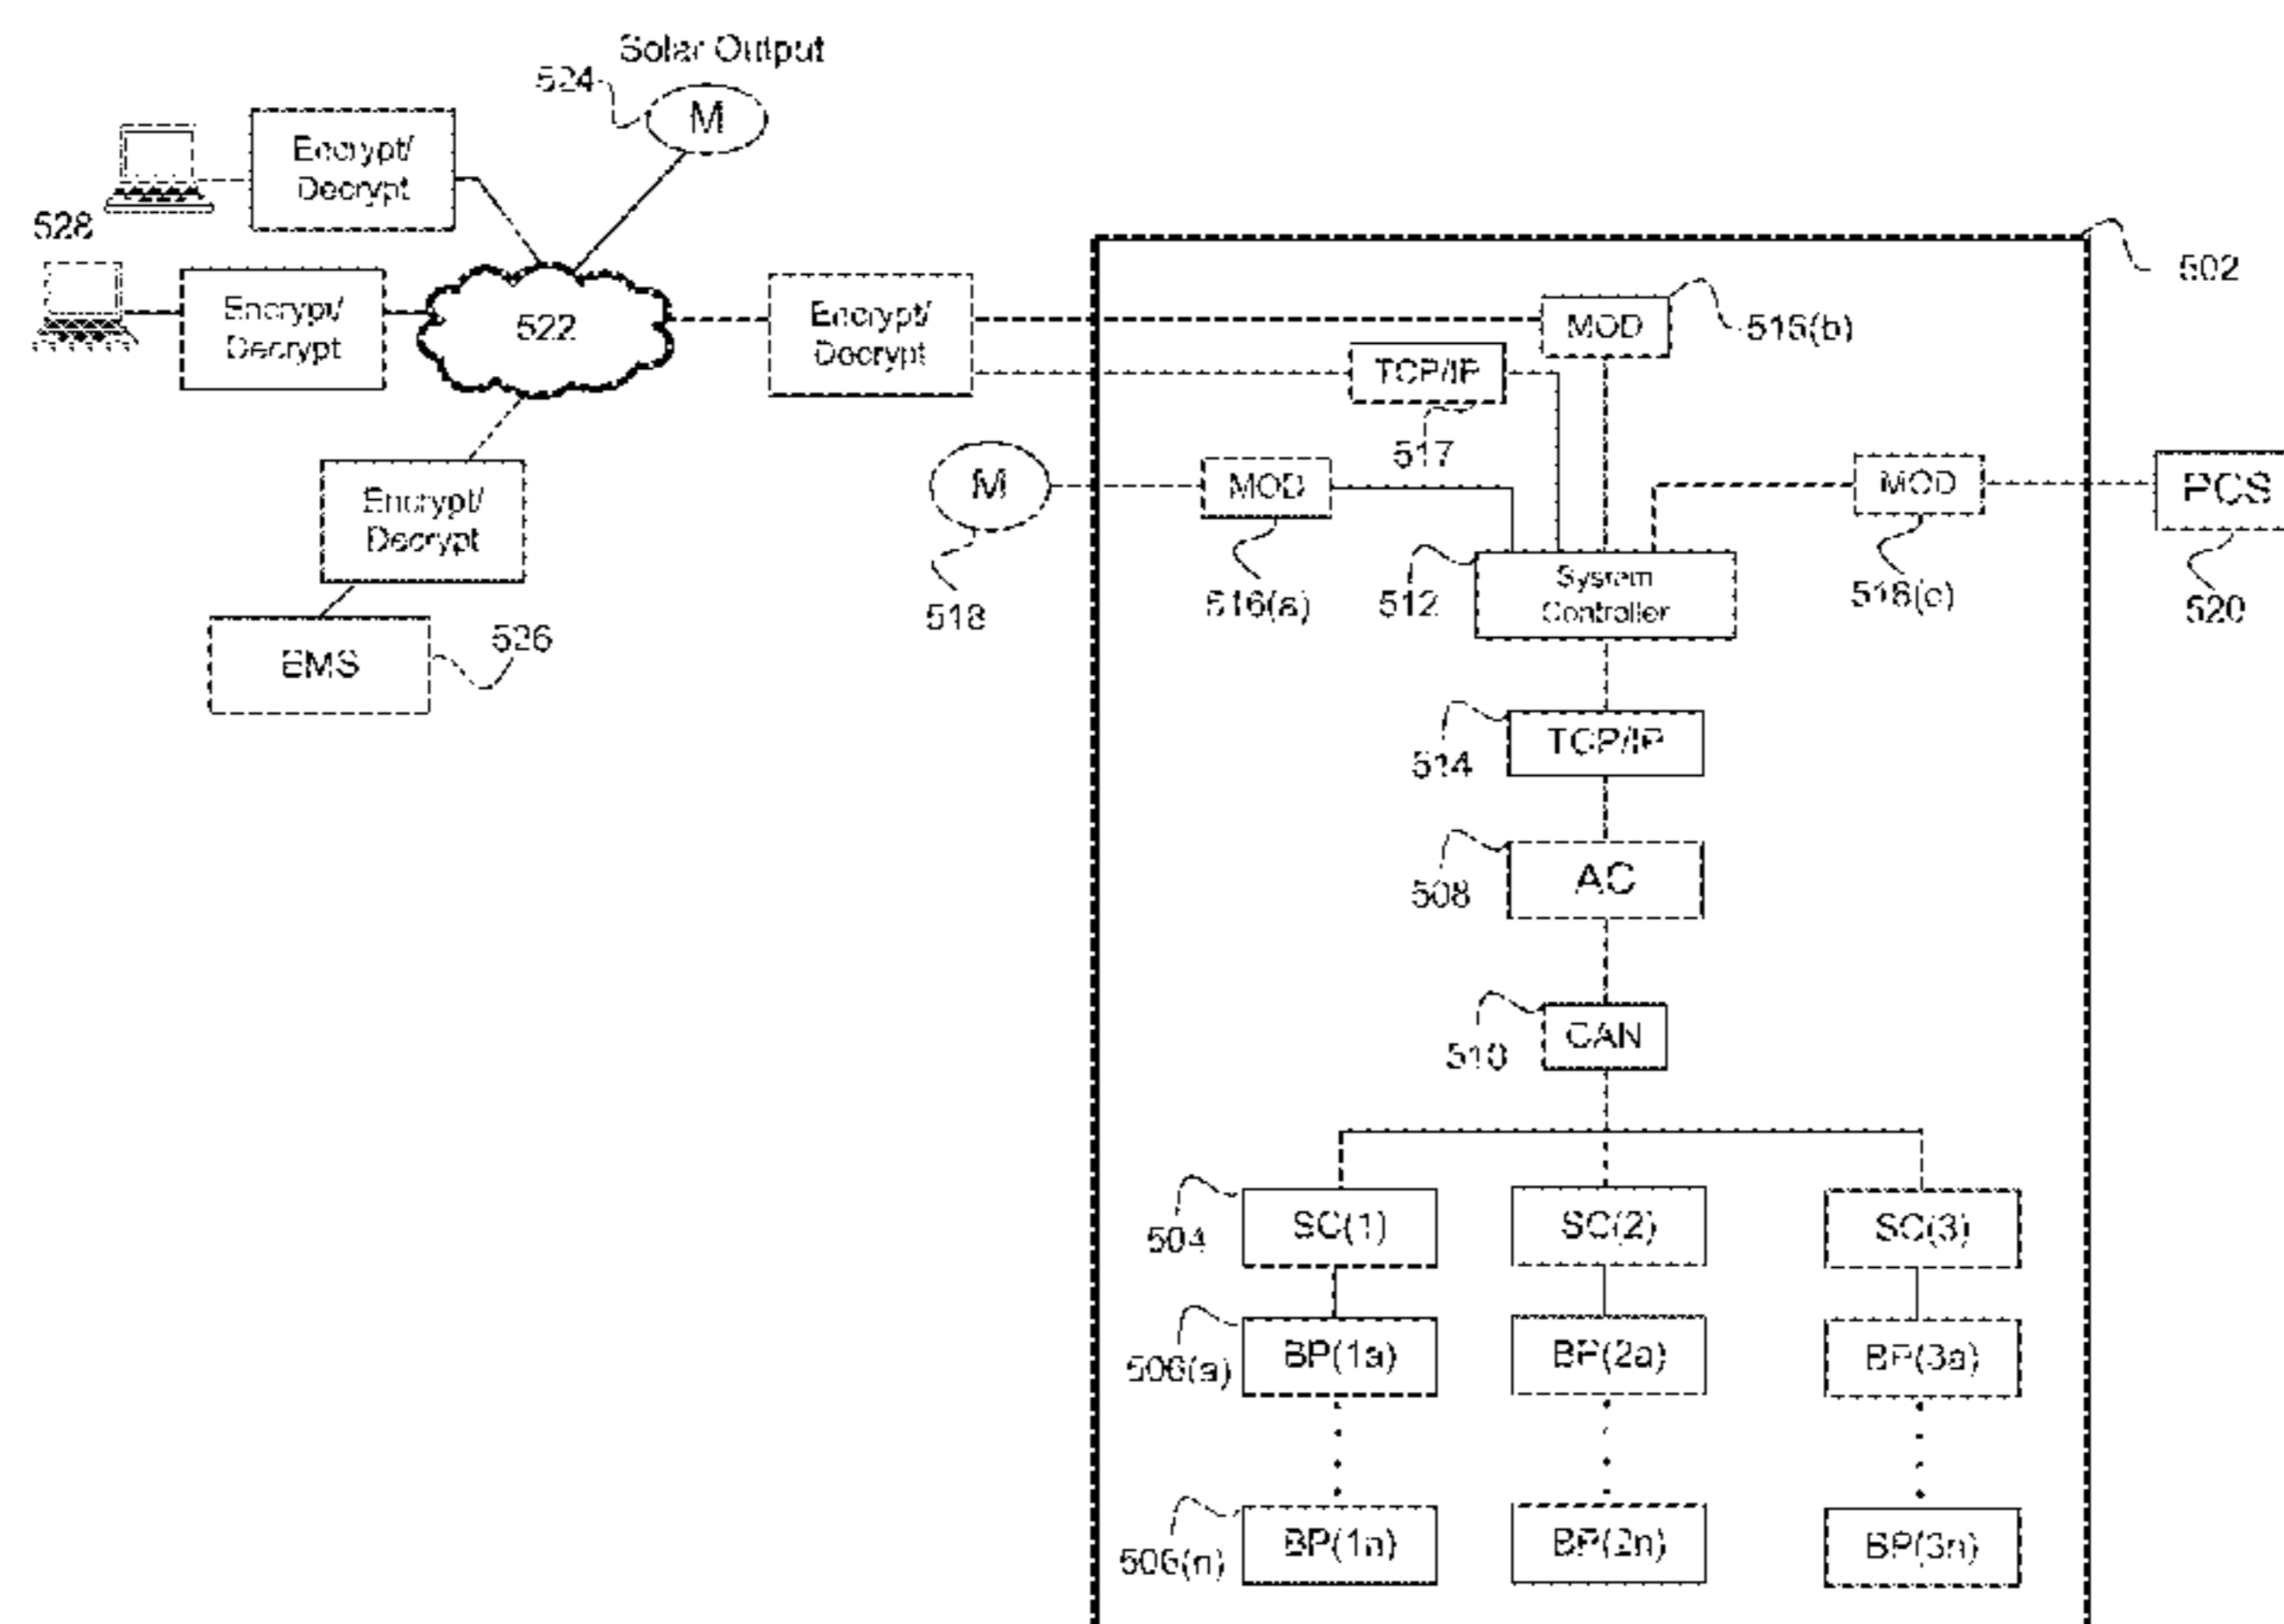 Solar Output
524
M
Encrypt/
Decrypt
528
Encrypt/
Decrypt
522
Encrypt/
Decrypt
MOD
516(b)
502
TCP/IP
517
M
518
MOD
516(a)
MOD
516(c)
PCS
520
512
System
Controller
Encrypt/
Decrypt
EMS
526
514
TCP/IP
508
AC
510
CAN
504
SC(1)
SC(2)
SC(3)
506(a)
BP(1a)
BP(2a)
BP(3a)
506(n)
BP(1n)
BP(2n)
BP(3n)